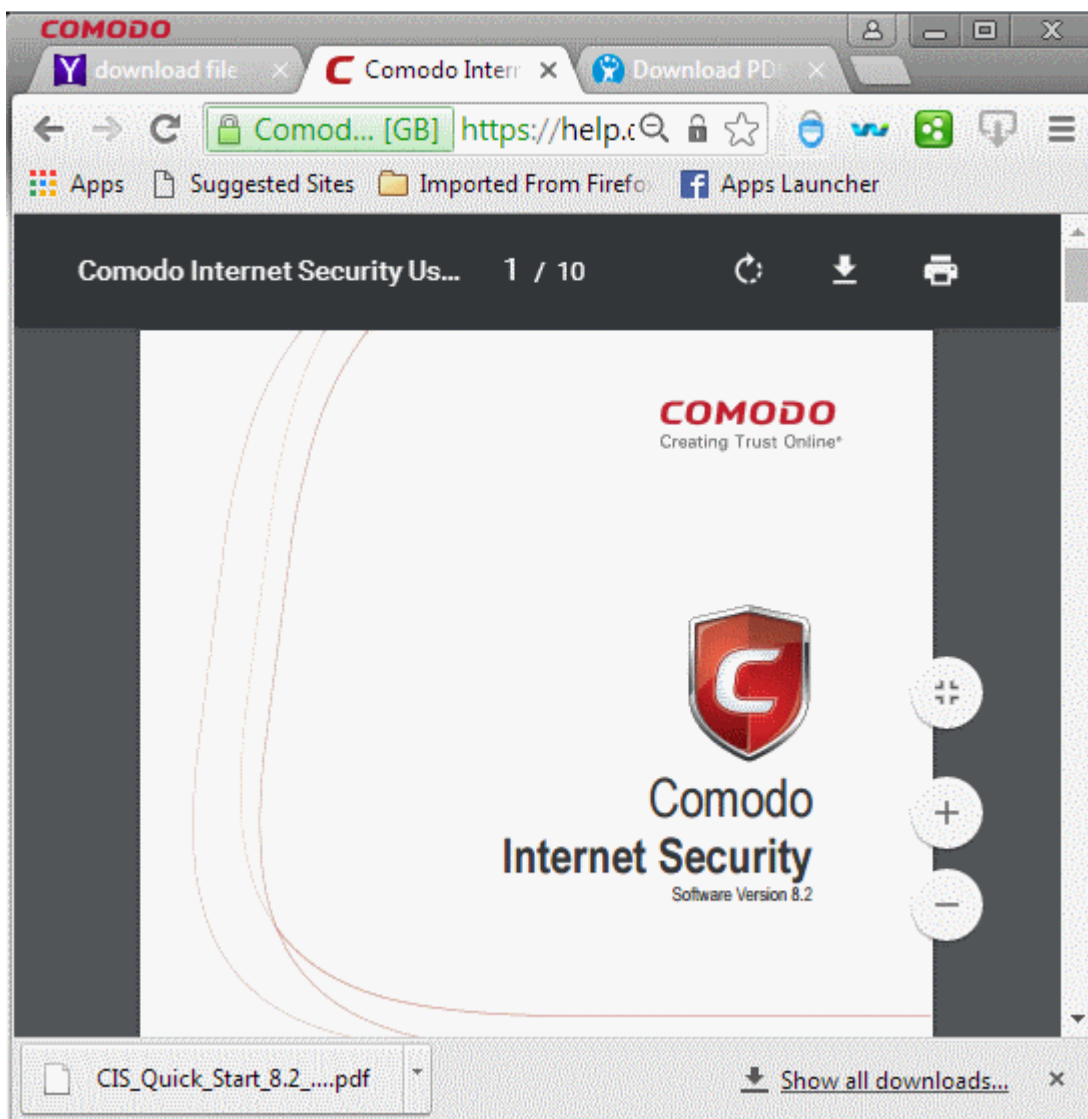 COMODO
download file
Comodo Intern
Download PDF
Comod... [GB] https://help.c
Apps Suggested Sites Imported From Firefo Apps Launcher
Comodo Internet Security Us... 1 / 10
COMODO
Creating Trust Online®
Comodo
Internet Security
Software Version 8.2
CIS_Quick_Start_8.2_....pdf
Show all downloads...